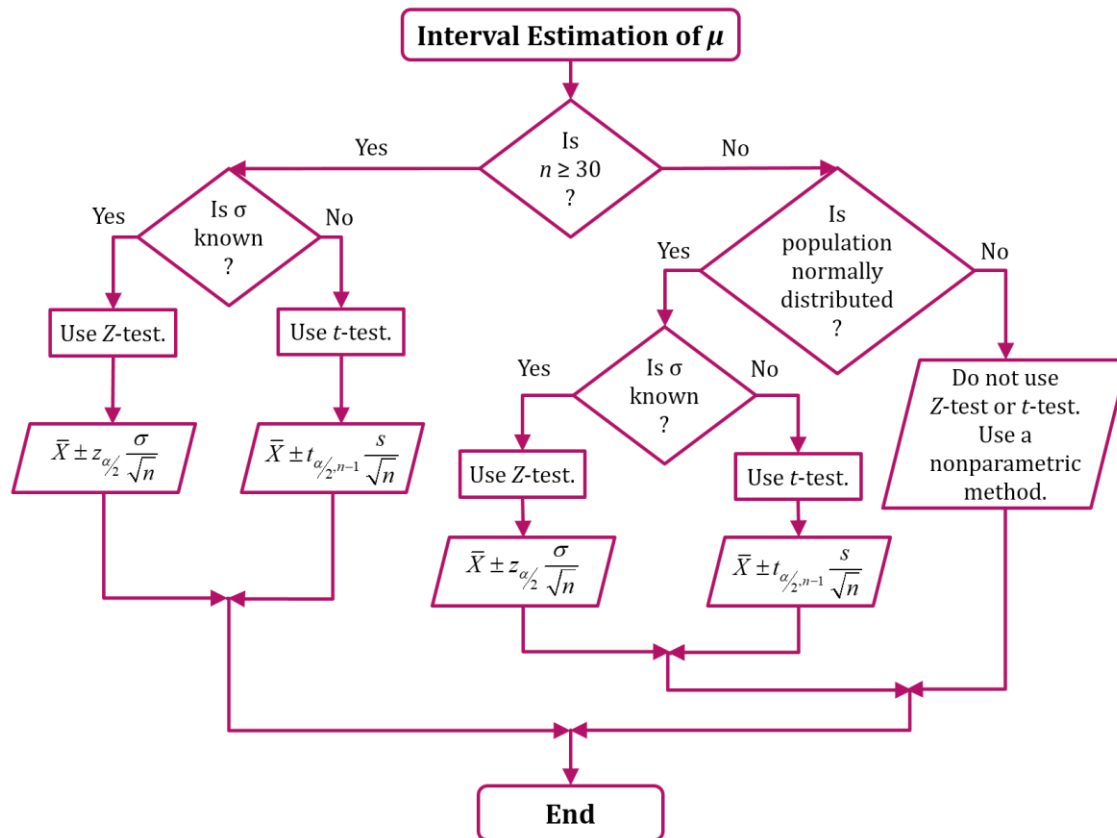 Interval Estimation of μ
Is
n ≥ 30
?
Yes
No
Is σ
known
?
Yes
No
Use Z-test.
Use t-test.
X̄ ± z_{α/2} σ/√n
X̄ ± t_{α/2,n−1} s/√n
Is
population
normally
distributed
?
Yes
No
Is σ
known
?
Yes
No
Use Z-test.
Use t-test.
X̄ ± z_{α/2} σ/√n
X̄ ± t_{α/2,n−1} s/√n
Do not use
Z-test or t-test.
Use a
nonparametric
method.
End